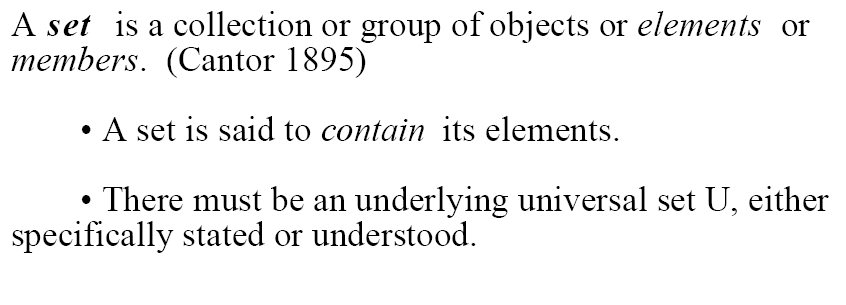 A set is a collection or group of objects or elements or
members. (Cantor 1895)
• A set is said to contain its elements.
• There must be an underlying universal set U, either
specifically stated or understood.